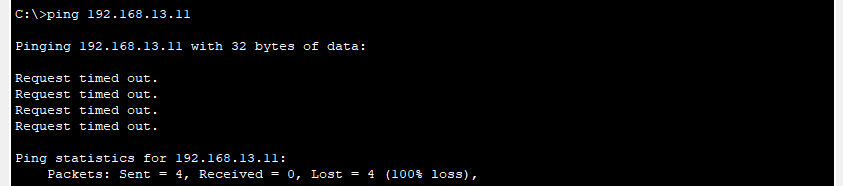 C:\>ping 192.168.13.11
Pinging 192.168.13.11 with 32 bytes of data:
Request timed out.
Request timed out.
Request timed out.
Request timed out.
Ping statistics for 192.168.13.11:
Packets: Sent = 4, Received = 0, Lost = 4 (100% loss),